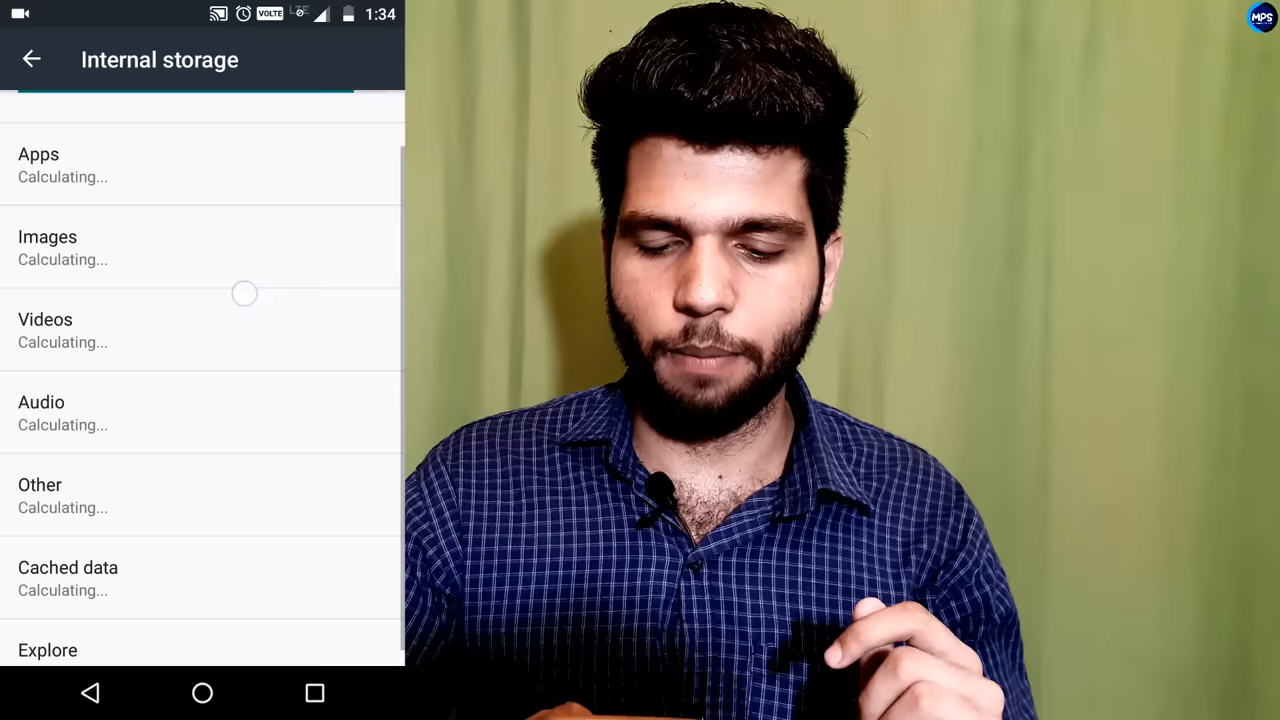 VOLTE LTE 1:34
Internal storage
Apps
Calculating...
Images
Calculating...
Videos
Calculating...
Audio
Calculating...
Other
Calculating...
Cached data
Calculating...
Explore
MPS